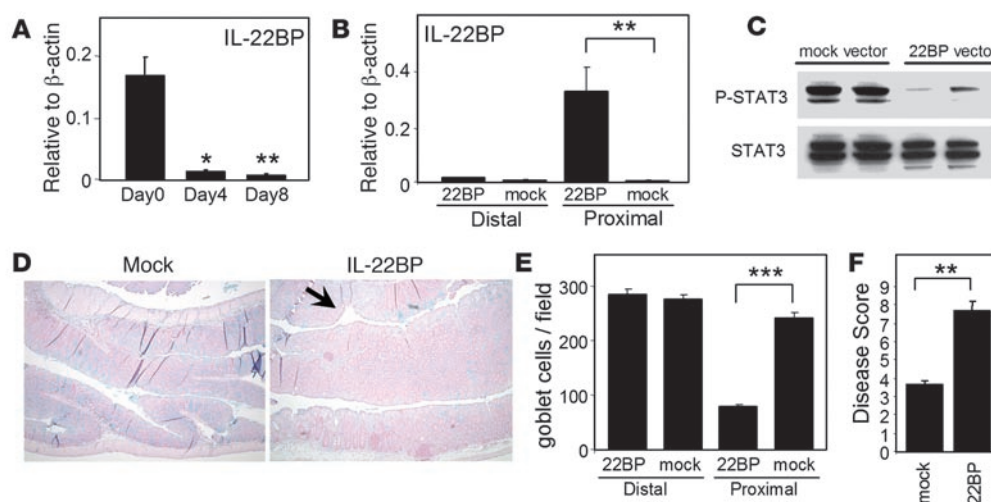 A
IL-22BP
Relative to β-actin
0.2
0.1
0
*
**
Day0 Day4 Day8
B
IL-22BP
Relative to β-actin
0.4
0.2
0
**
22BP mock 22BP mock
Distal Proximal
C
mock vector 22BP vecto
P-STAT3
STAT3
D
Mock IL-22BP
E
goblet cells / field
300
200
100
0
***
22BP mock 22BP mock
Distal Proximal
F
Disease Score
9
8
7
6
5
4
3
2
1
0
**
mock 22BP